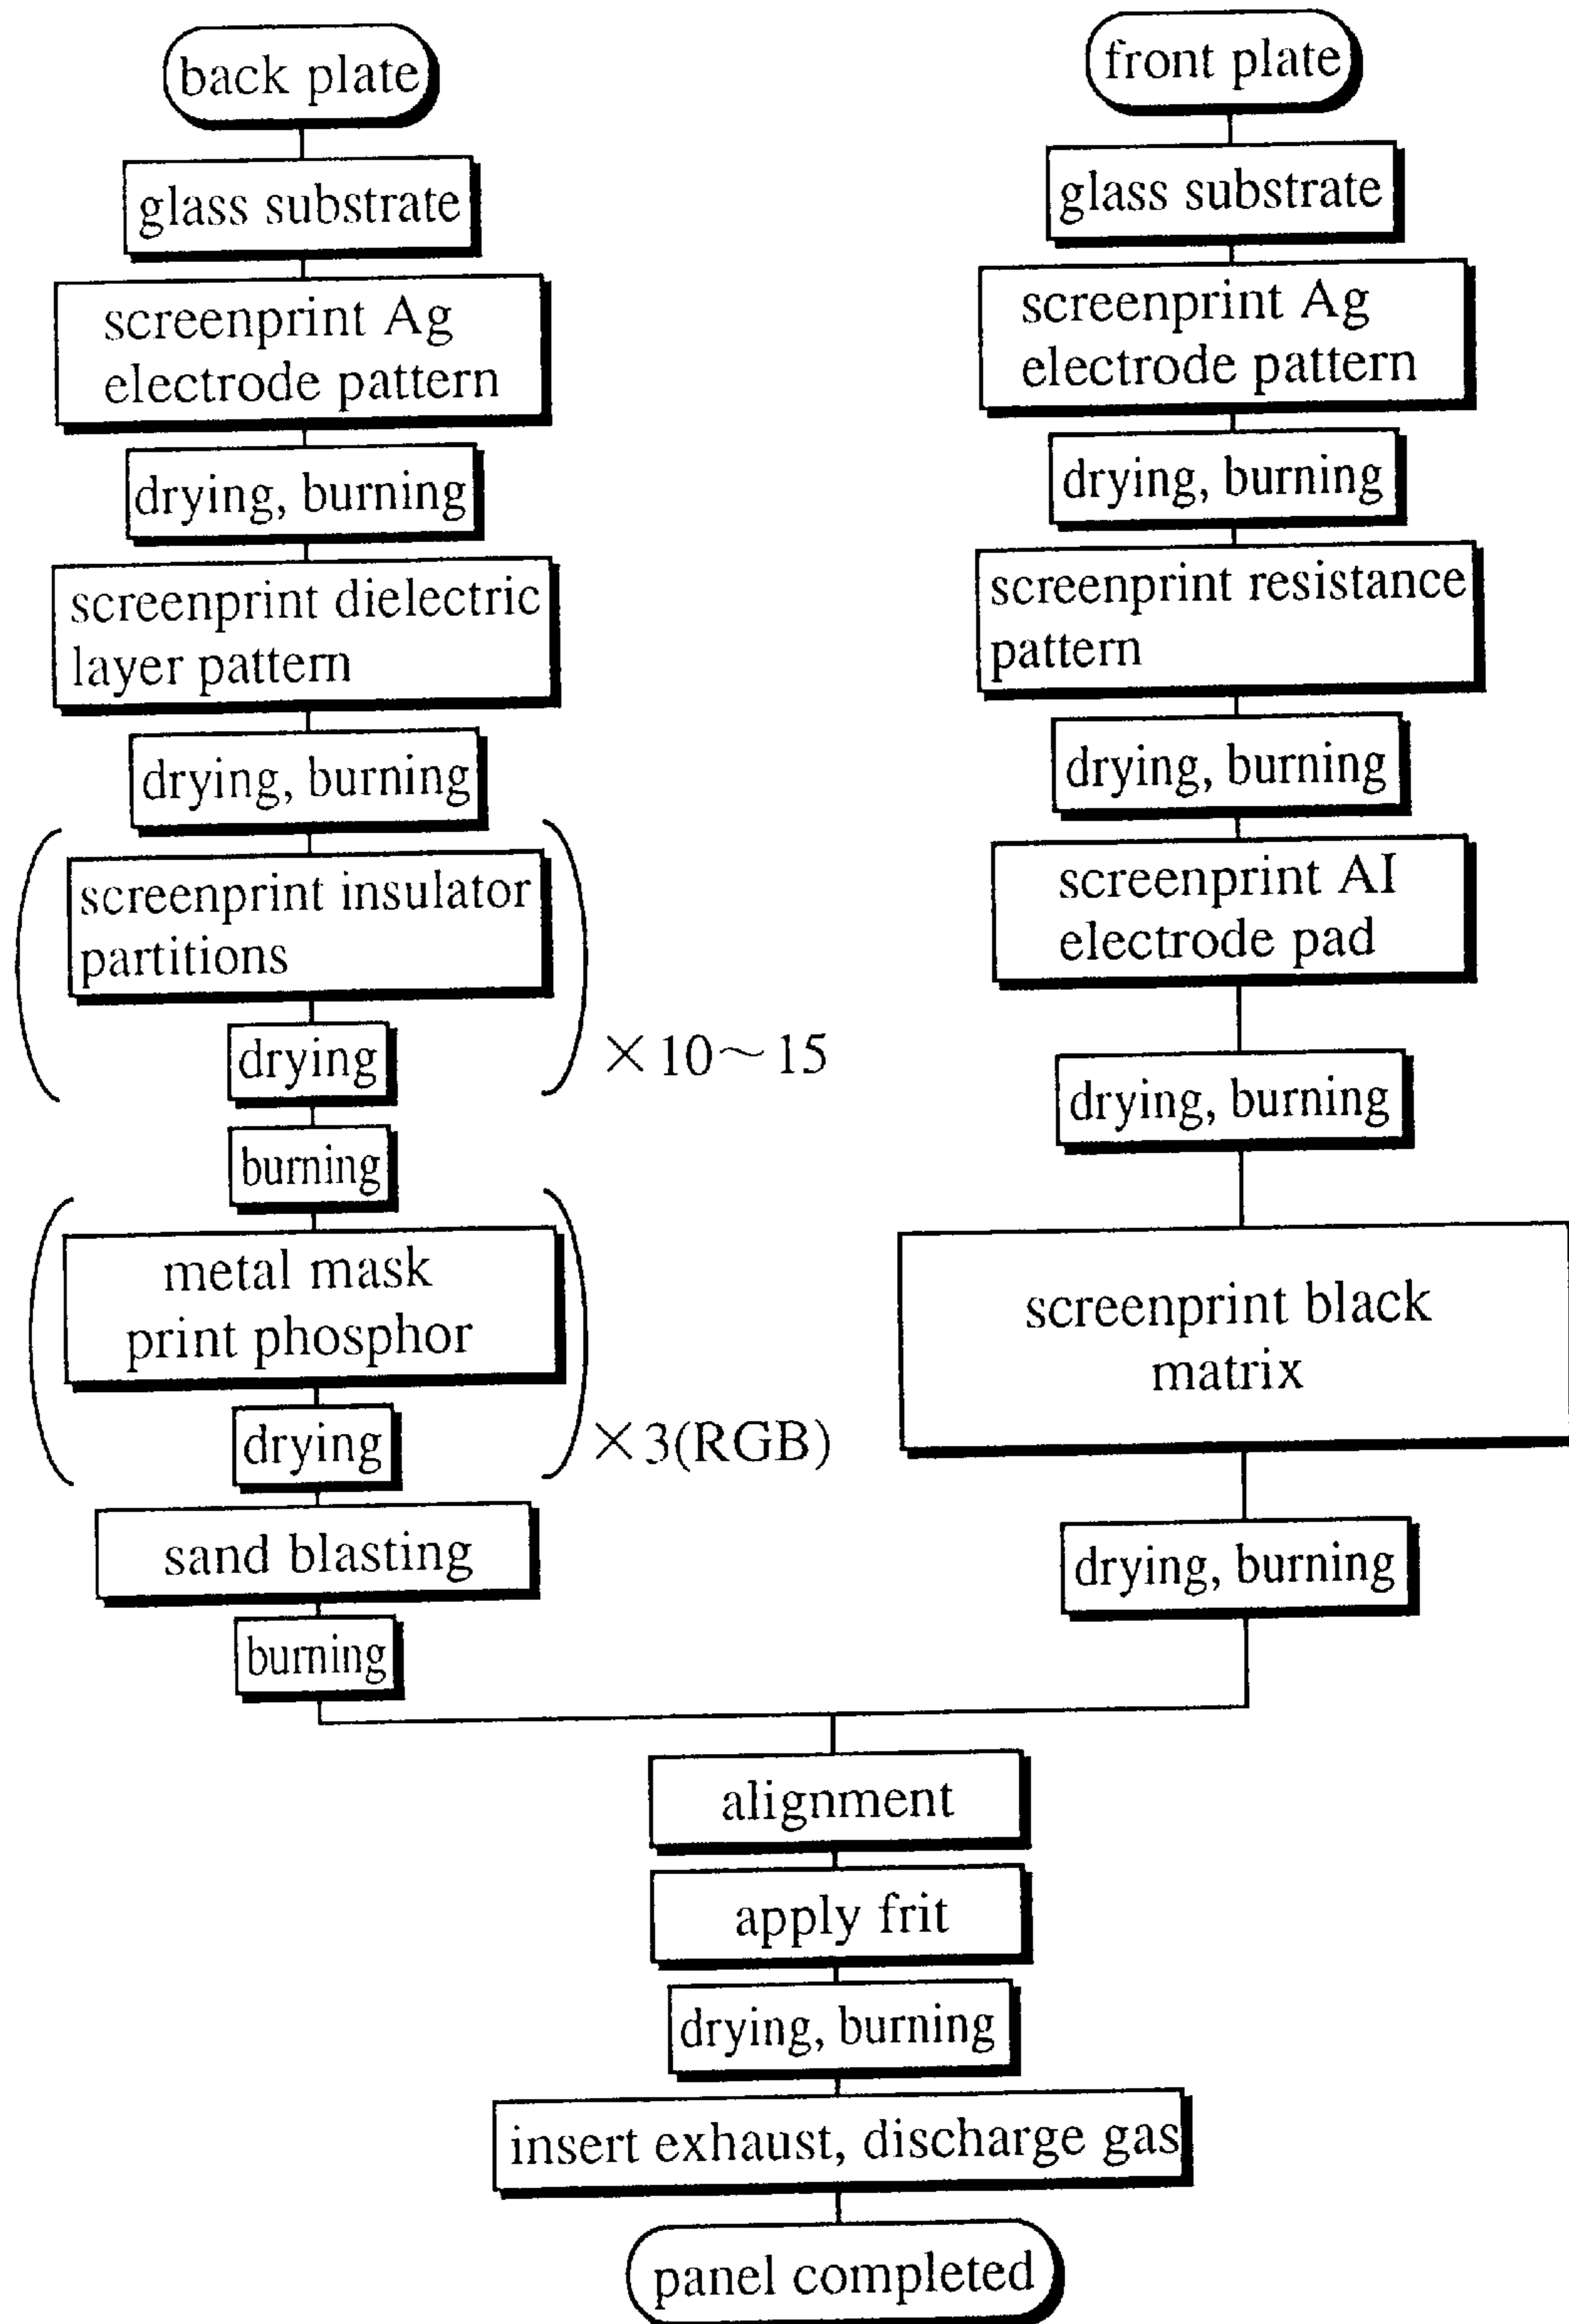 back plate
glass substrate
screenprint Ag
electrode pattern
drying, burning
screenprint dielectric
layer pattern
drying, burning
screenprint insulator
partitions
drying
×10~15
burning
metal mask
print phosphor
drying
×3(RGB)
sand blasting
burning
front plate
glass substrate
screenprint Ag
electrode pattern
drying, burning
screenprint resistance
pattern
drying, burning
screenprint AI
electrode pad
drying, burning
screenprint black
matrix
drying, burning
alignment
apply frit
drying, burning
insert exhaust, discharge gas
panel completed